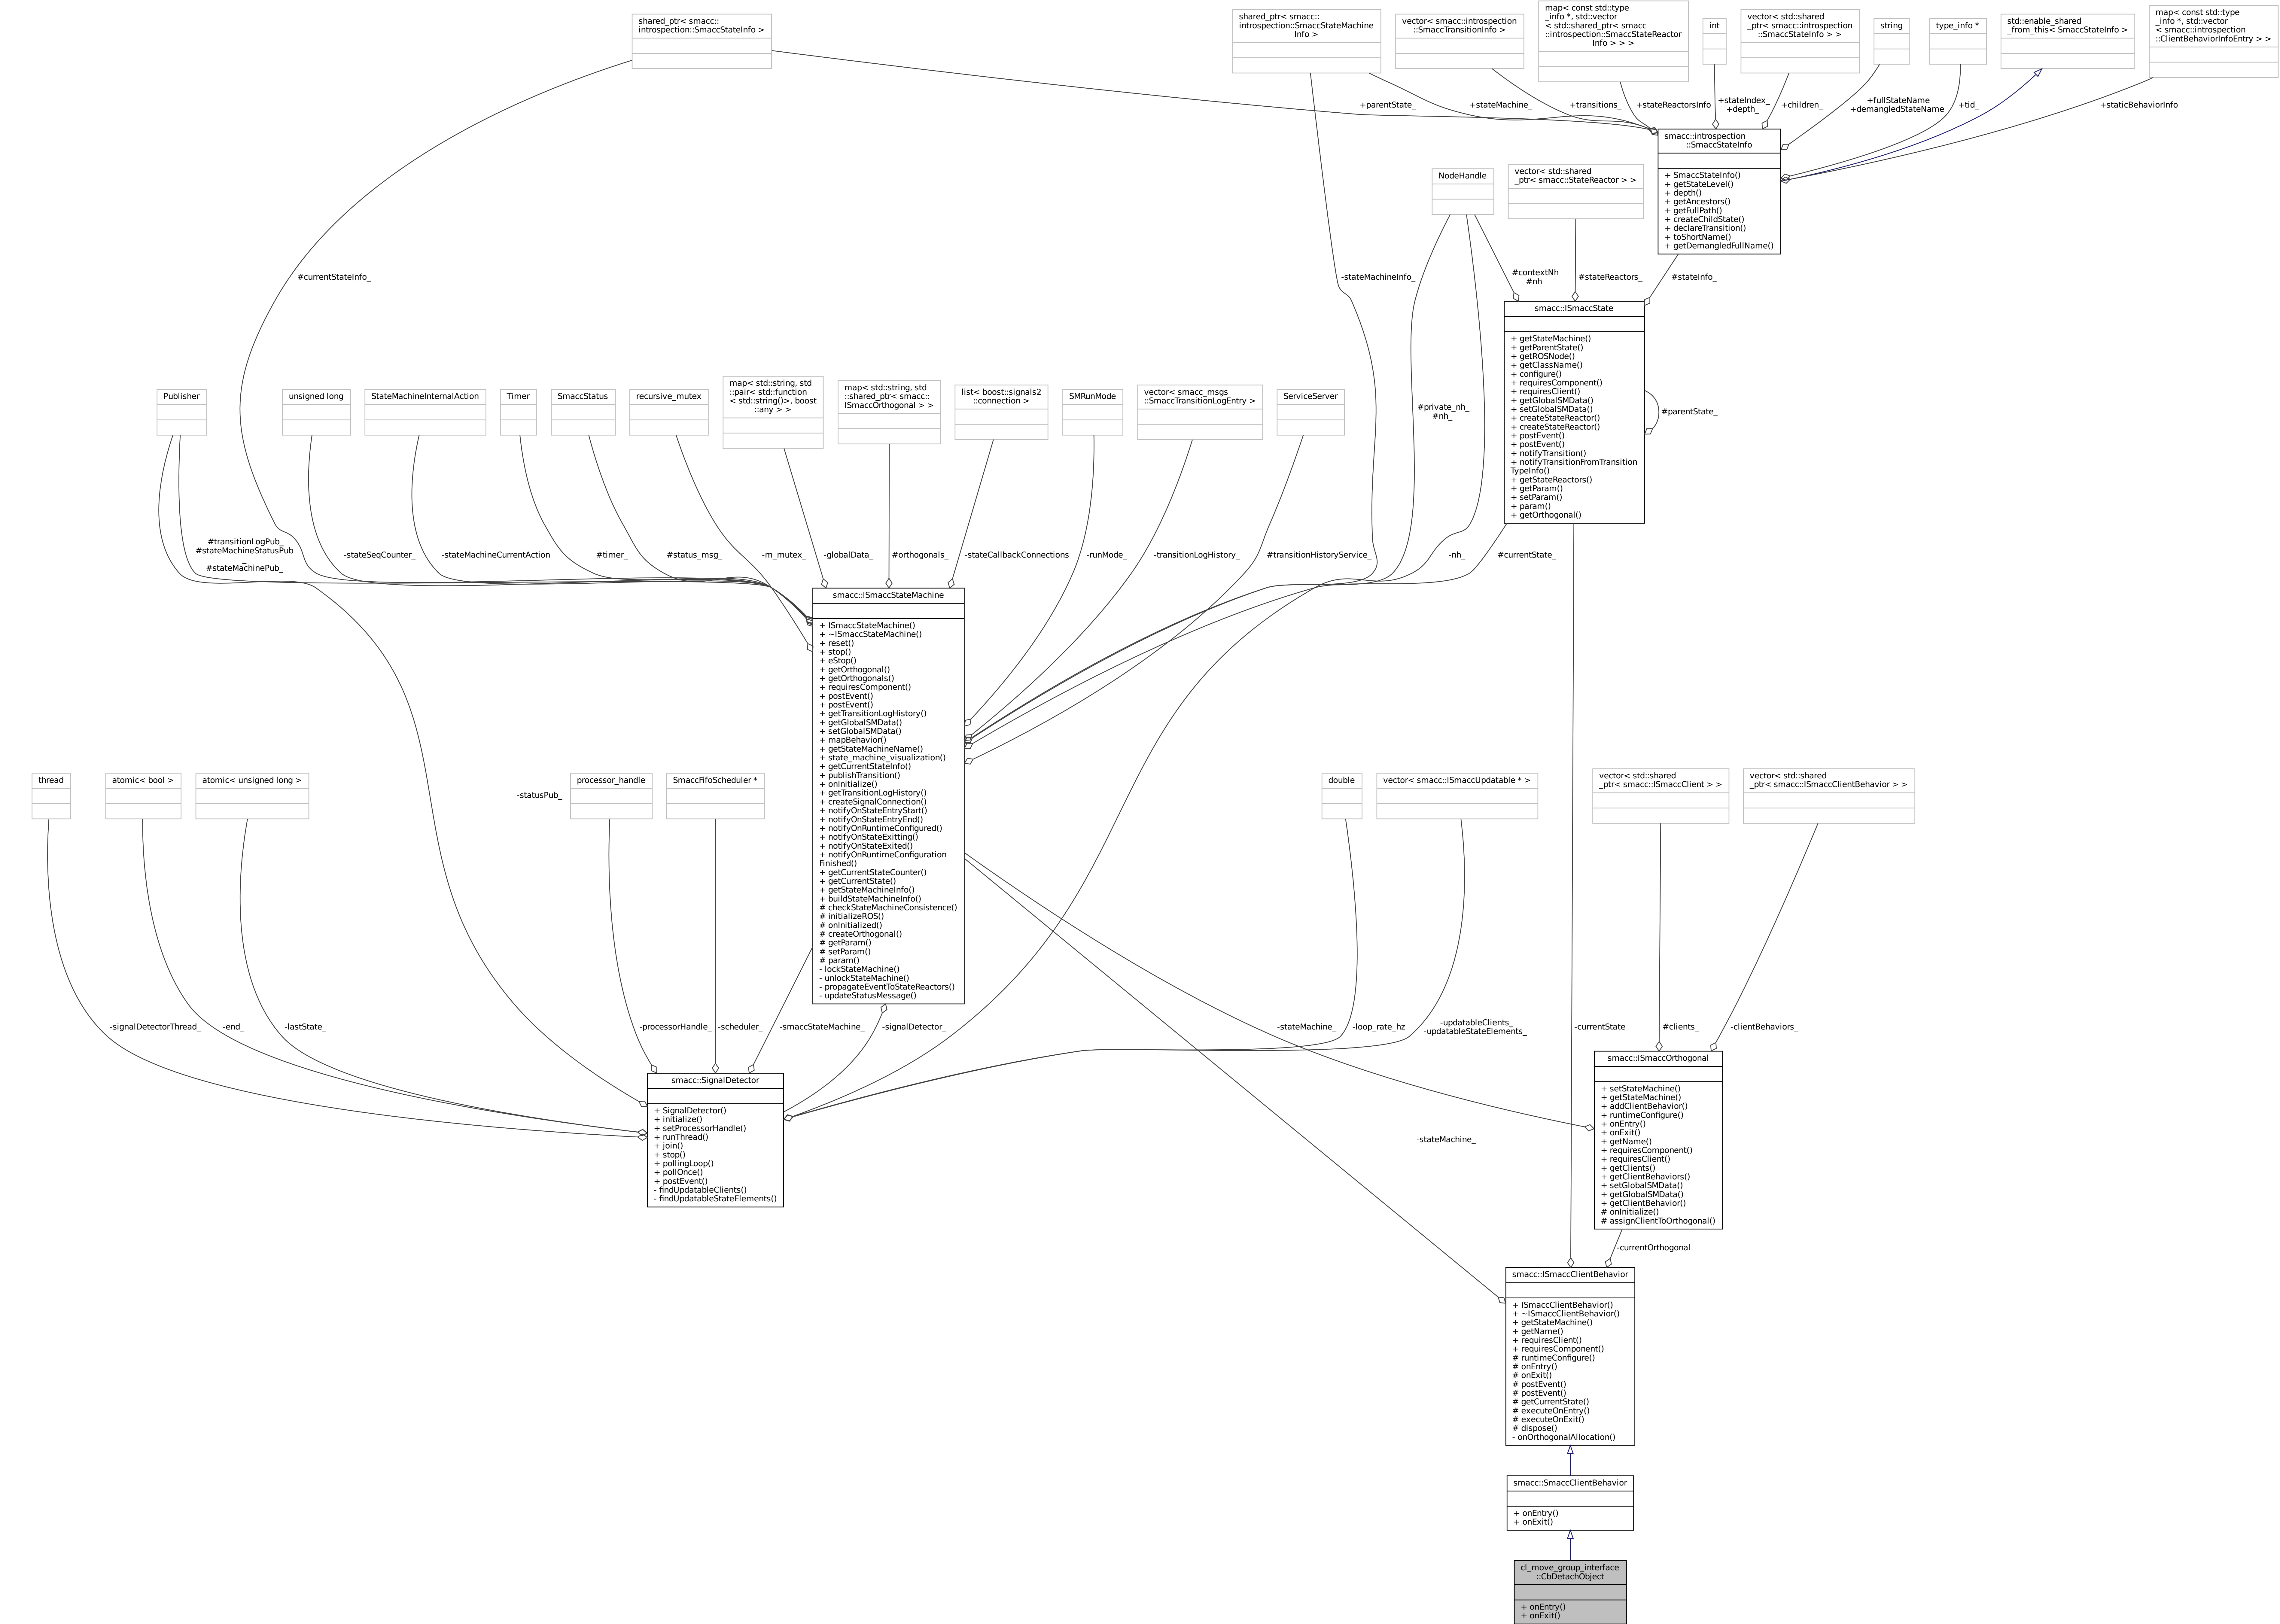 shared_ptr< smacc::
introspection::SmaccStateInfo >
shared_ptr< smacc::
introspection::SmaccStateMachine
Info >
vector< smacc::introspection
::SmaccTransitionInfo >
map< const std::type
_info *, std::vector
< std::shared_ptr< smacc
::introspection::SmaccStateReactor
Info > > >
int
vector< std::shared
_ptr< smacc::introspection
::SmaccStateInfo > >
string
type_info *
std::enable_shared
_from_this< SmaccStateInfo >
map< const std::type
_info *, std::vector
< smacc::introspection
::ClientBehaviorInfoEntry > >
+parentState_
+stateMachine_
+transitions_
+stateReactorsInfo
+stateIndex_
+depth_
+children_
+fullStateName
+demangledStateName
+tid_
+staticBehaviorInfo
smacc::introspection
::SmaccStateInfo
+ SmaccStateInfo()
+ getStateLevel()
+ depth()
+ getAncestors()
+ getFullPath()
+ createChildState()
+ declareTransition()
+ toShortName()
+ getDemangledFullName()
NodeHandle
vector< std::shared
_ptr< smacc::StateReactor > >
#currentStateInfo_
-stateMachineInfo_
#contextNh
#nh
#stateReactors_
#stateInfo_
smacc::ISmaccState
+ getStateMachine()
+ getParentState()
+ getROSNode()
+ getClassName()
+ configure()
+ requiresComponent()
+ requiresClient()
+ getGlobalSMData()
+ setGlobalSMData()
+ createStateReactor()
+ createStateReactor()
+ postEvent()
+ postEvent()
+ notifyTransition()
+ notifyTransitionFromTransition
TypeInfo()
+ getStateReactors()
+ getParam()
+ setParam()
+ param()
+ getOrthogonal()
#parentState_
#private_nh_
#nh_
Publisher
unsigned long
StateMachineInternalAction
Timer
SmaccStatus
recursive_mutex
map< std::string, std
::pair< std::function
< std::string()>, boost
::any > >
map< std::string, std
::shared_ptr< smacc::
ISmaccOrthogonal > >
list< boost::signals2
::connection >
SMRunMode
vector< smacc_msgs
::SmaccTransitionLogEntry >
ServiceServer
#transitionLogPub_
#stateMachineStatusPub
_
#stateMachinePub_
-stateSeqCounter_
-stateMachineCurrentAction
#timer_
#status_msg_
-m_mutex_
-globalData_
#orthogonals_
-stateCallbackConnections
-runMode_
-transitionLogHistory_
#transitionHistoryService_
-nh_
#currentState_
smacc::ISmaccStateMachine
+ ISmaccStateMachine()
+ ~ISmaccStateMachine()
+ reset()
+ stop()
+ eStop()
+ getOrthogonal()
+ getOrthogonals()
+ requiresComponent()
+ postEvent()
+ postEvent()
+ getTransitionLogHistory()
+ getGlobalSMData()
+ setGlobalSMData()
+ mapBehavior()
+ getStateMachineName()
+ state_machine_visualization()
+ getCurrentStateInfo()
+ publishTransition()
+ onInitialize()
+ getTransitionLogHistory()
+ createSignalConnection()
+ notifyOnStateEntryStart()
+ notifyOnStateEntryEnd()
+ notifyOnRuntimeConfigured()
+ notifyOnStateExitting()
+ notifyOnStateExited()
+ notifyOnRuntimeConfiguration
Finished()
+ getCurrentStateCounter()
+ getCurrentState()
+ getStateMachineInfo()
+ buildStateMachineInfo()
# checkStateMachineConsistence()
# initializeROS()
# onInitialized()
# createOrthogonal()
# getParam()
# setParam()
# param()
- lockStateMachine()
- unlockStateMachine()
- propagateEventToStateReactors()
- updateStatusMessage()
thread
atomic< bool >
atomic< unsigned long >
-statusPub_
processor_handle
SmaccFifoScheduler *
double
vector< smacc::ISmaccUpdatable * >
vector< std::shared
_ptr< smacc::ISmaccClient > >
vector< std::shared
_ptr< smacc::ISmaccClientBehavior > >
-signalDetectorThread_
-end_
-lastState_
-processorHandle_
-scheduler_
-smaccStateMachine_
-signalDetector_
-stateMachine_
-loop_rate_hz
-updatableClients_
-updatableStateElements_
-currentState
#clients_
-clientBehaviors_
smacc::SignalDetector
+ SignalDetector()
+ initialize()
+ setProcessorHandle()
+ runThread()
+ join()
+ stop()
+ pollingLoop()
+ pollOnce()
+ postEvent()
- findUpdatableClients()
- findUpdatableStateElements()
-stateMachine_
smacc::ISmaccOrthogonal
+ setStateMachine()
+ getStateMachine()
+ addClientBehavior()
+ runtimeConfigure()
+ onEntry()
+ onExit()
+ getName()
+ requiresComponent()
+ requiresClient()
+ getClients()
+ getClientBehaviors()
+ setGlobalSMData()
+ getGlobalSMData()
+ getClientBehavior()
# onInitialize()
# assignClientToOrthogonal()
-currentOrthogonal
smacc::ISmaccClientBehavior
+ ISmaccClientBehavior()
+ ~ISmaccClientBehavior()
+ getStateMachine()
+ getName()
+ requiresClient()
+ requiresComponent()
# runtimeConfigure()
# onEntry()
# onExit()
# postEvent()
# postEvent()
# getCurrentState()
# executeOnEntry()
# executeOnExit()
# dispose()
- onOrthogonalAllocation()
smacc::SmaccClientBehavior
+ onEntry()
+ onExit()
cl_move_group_interface
::CbDetachObject
+ onEntry()
+ onExit()